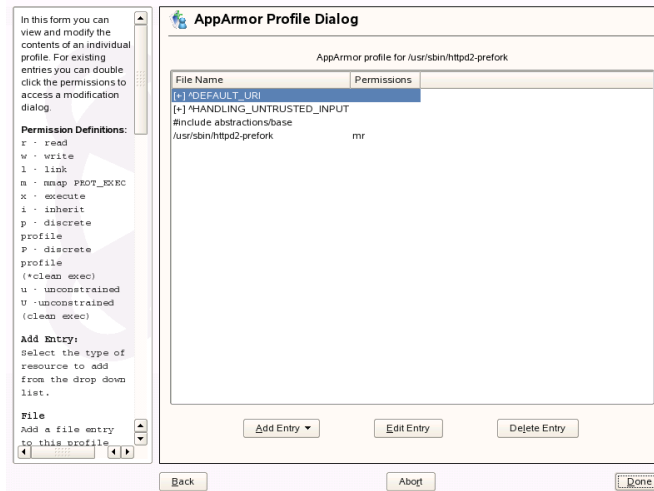 In this form you can
view and modify the
contents of an individual
profile. For existing
entries you can double
click the permissions to
access a modification
dialog.
Permission Definitions:
r - read
w - write
l - link
m - mmap PROT_EXEC
x - execute
i - inherit
p - discrete
profile
P - discrete
profile
(*clean exec)
u - unconstrained
U -unconstrained
(clean exec)
Add Entry:
Select the type of
resource to add
from the drop down
list.
File
Add a file entry
to this profile
AppArmor Profile Dialog
AppArmor profile for /usr/sbin/httpd2-prefork
File Name Permissions
[+] ^DEFAULT_URI
[+] ^HANDLING_UNTRUSTED_INPUT
#include abstractions/base
/usr/sbin/httpd2-prefork mr
Add Entry Edit Entry Delete Entry
Back Abort Done